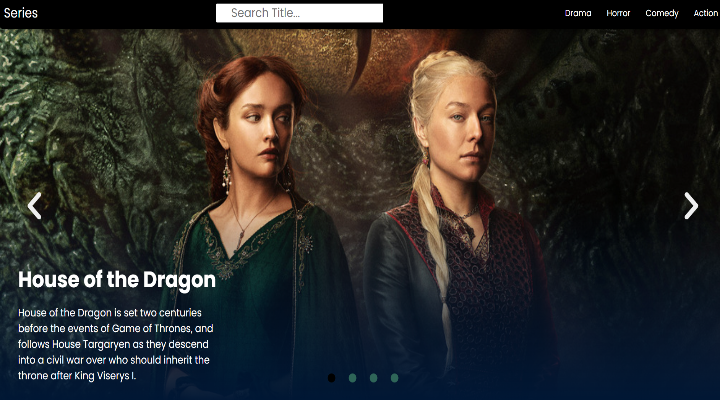 Series
Search Title...
Drama
Horror
Comedy
Action
House of the Dragon
House of the Dragon is set two centuries
before the events of Game of Thrones, and
follows House Targaryen as they descend
into a civil war over who should inherit the
throne after King Viserys I.